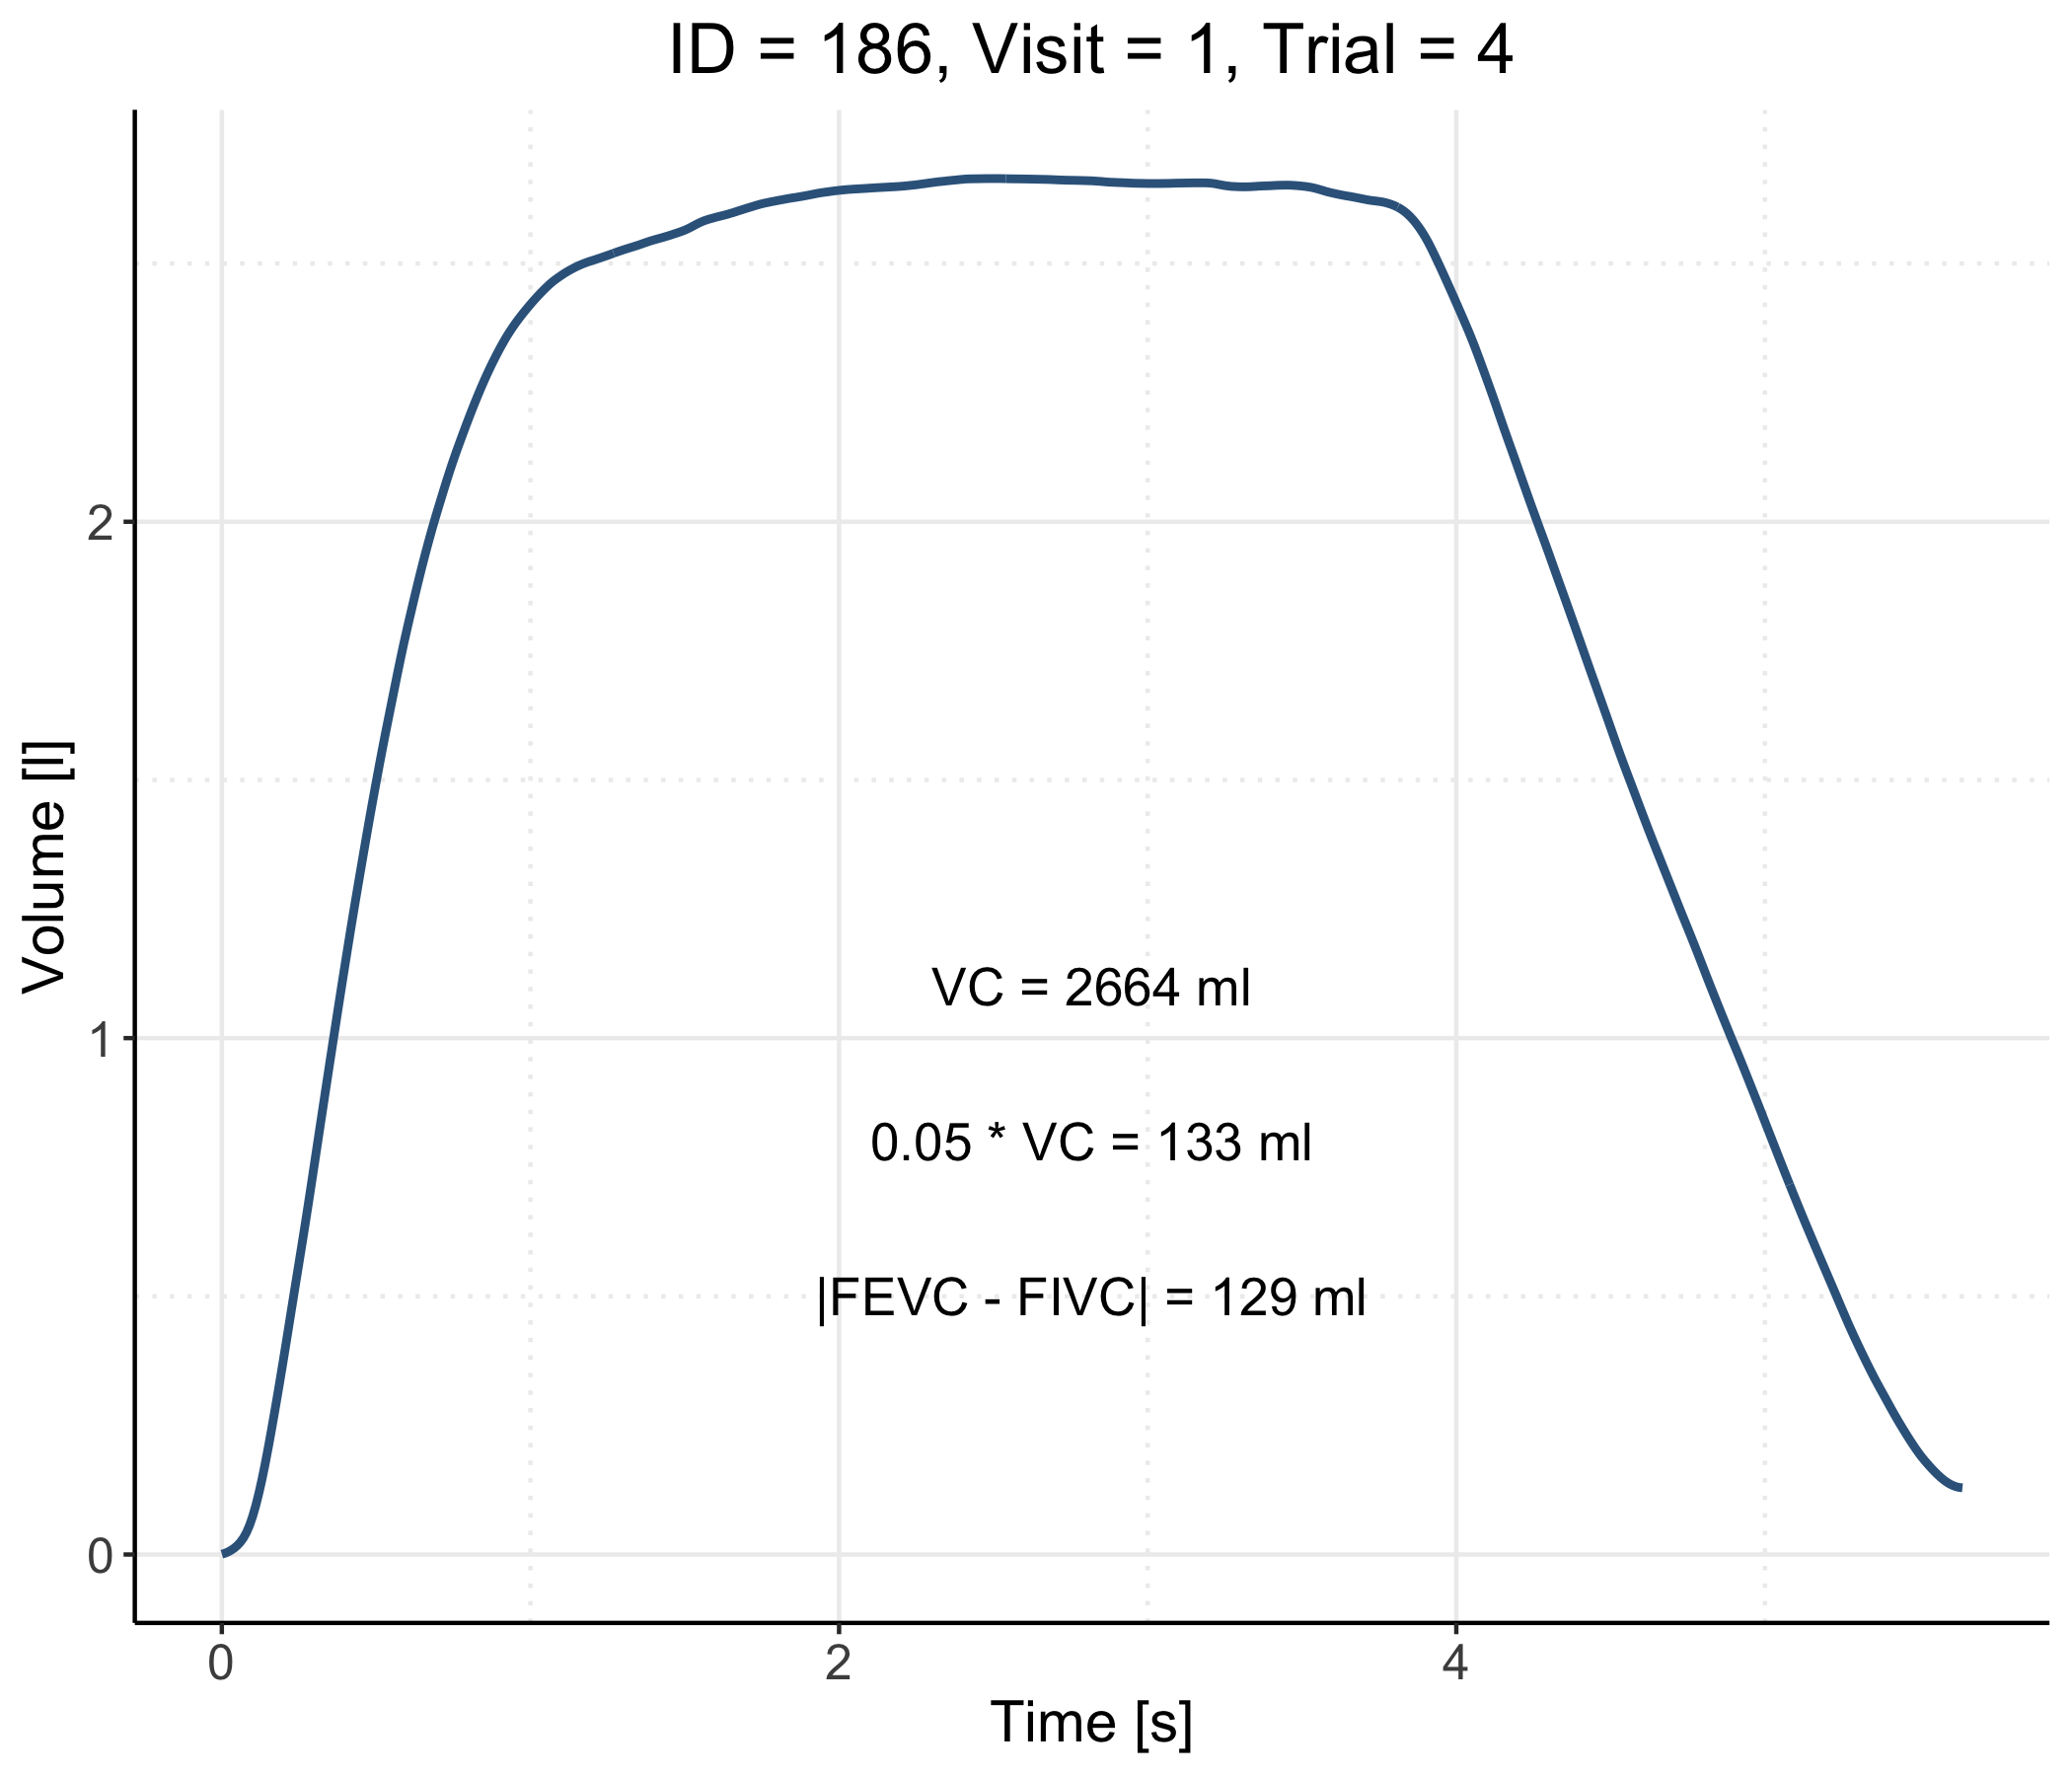 ID = 186, Visit = 1, Trial = 4
Volume [l]
2
1
0
VC = 2664 ml
0.05 * VC = 133 ml
|FEVC - FIVC| = 129 ml
0 2 4
Time [s]